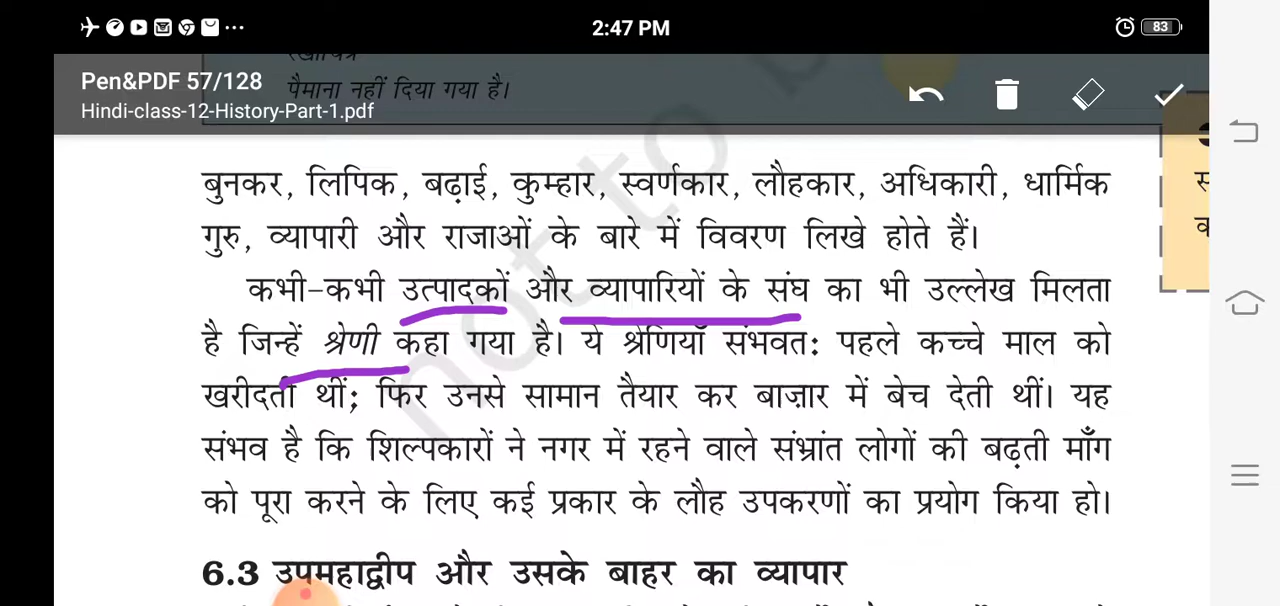 2:47 PM
83
Pen&PDF 57/128
Hindi-class-12-History-Part-1.pdf
पैमाना नहीं दिया गया है।
बुनकर, लिपिक, बढ़ाई, कुम्हार, स्वर्णकार, लौहकार, अधिकारी, धार्मिक
गुरु, व्यापारी और राजाओं के बारे में विवरण लिखे होते हैं।
कभी-कभी उत्पादकों और व्यापारियों के संघ का भी उल्लेख मिलता
है जिन्हें श्रेणी कहा गया है। ये श्रेणियाँ संभवत: पहले कच्चे माल को
खरीदती थीं; फिर उनसे सामान तैयार कर बाज़ार में बेच देती थीं। यह
संभव है कि शिल्पकारों ने नगर में रहने वाले संभ्रांत लोगों की बढ़ती माँग
को पूरा करने के लिए कई प्रकार के लौह उपकरणों का प्रयोग किया हो।
6.3 उपमहाद्वीप और उसके बाहर का व्यापार
not to b